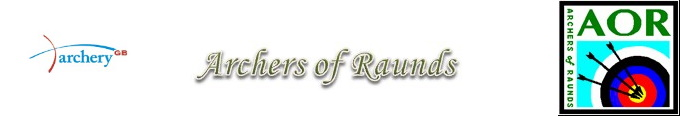 archery GB
Archers of Raunds
AOR
ARCHERS of RAUNDS